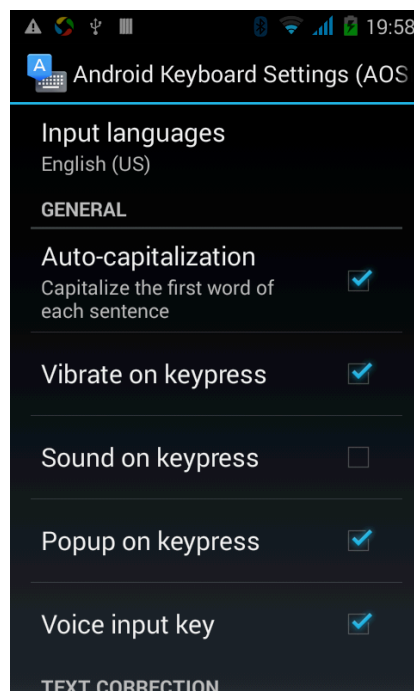 19:58
A
Android Keyboard Settings (AOS
Input languages
English (US)
GENERAL
Auto-capitalization
Capitalize the first word of
each sentence
Vibrate on keypress
Sound on keypress
Popup on keypress
Voice input key
TEXT CORRECTION